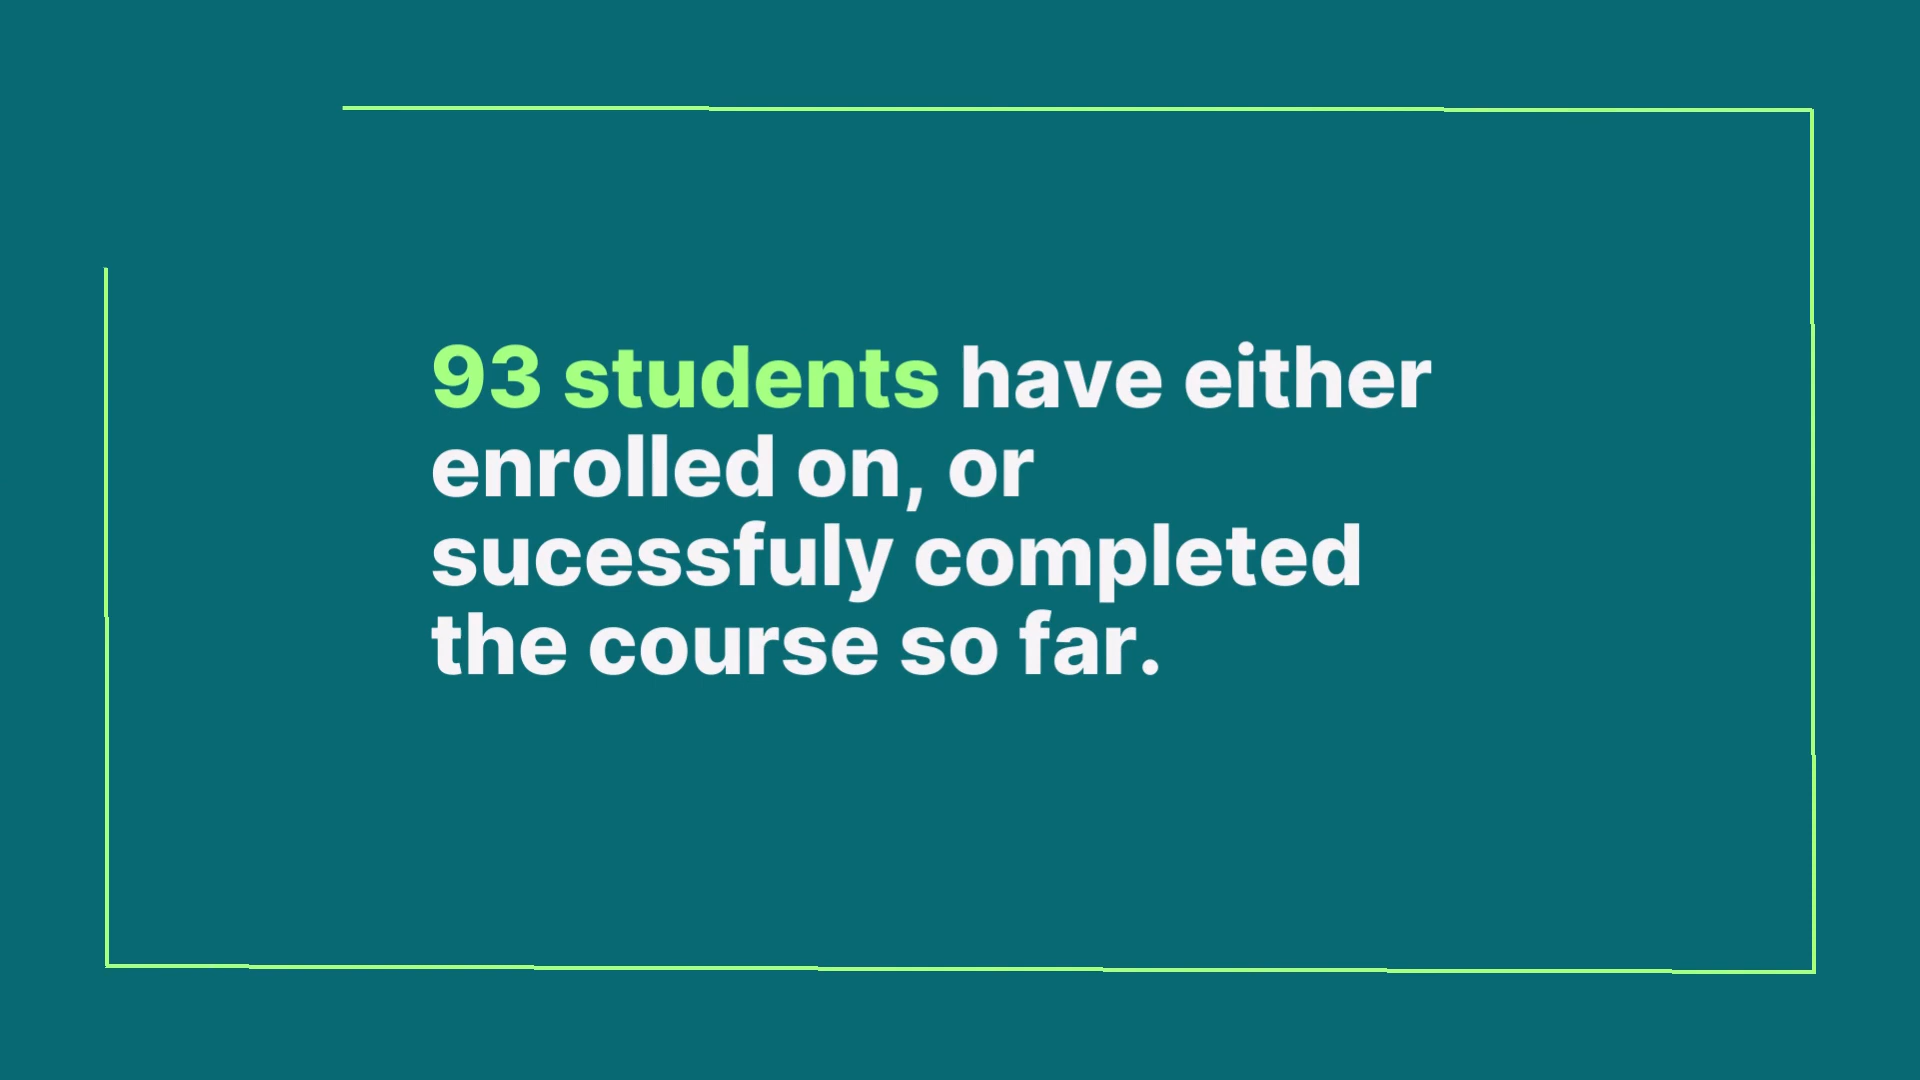 93 students have either
enrolled on, or
sucessfuly completed
the course so far.